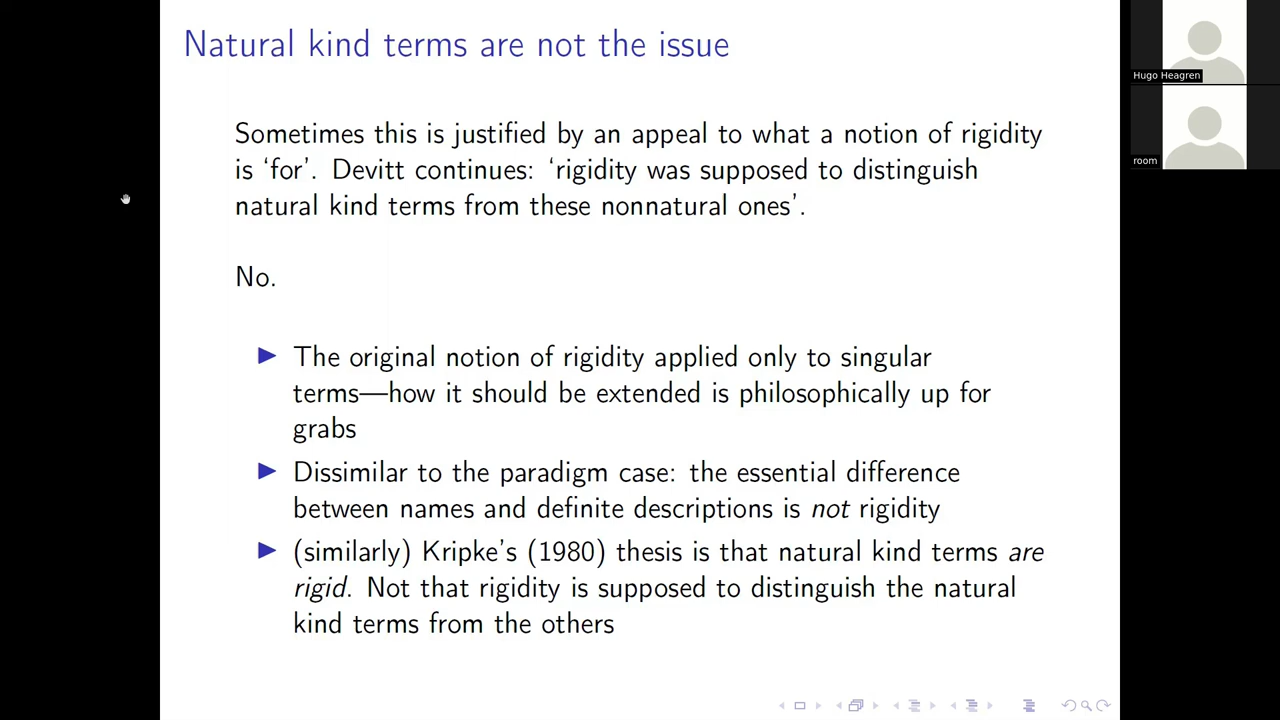 Natural kind terms are not the issue
Sometimes this is justified by an appeal to what a notion of rigidity
is ‘for’. Devitt continues: ‘rigidity was supposed to distinguish
natural kind terms from these nonnatural ones’.
No.
The original notion of rigidity applied only to singular
terms—how it should be extended is philosophically up for
grabs
Dissimilar to the paradigm case: the essential difference
between names and definite descriptions is not rigidity
(similarly) Kripke’s (1980) thesis is that natural kind terms are
rigid. Not that rigidity is supposed to distinguish the natural
kind terms from the others
Hugo Heagren
room